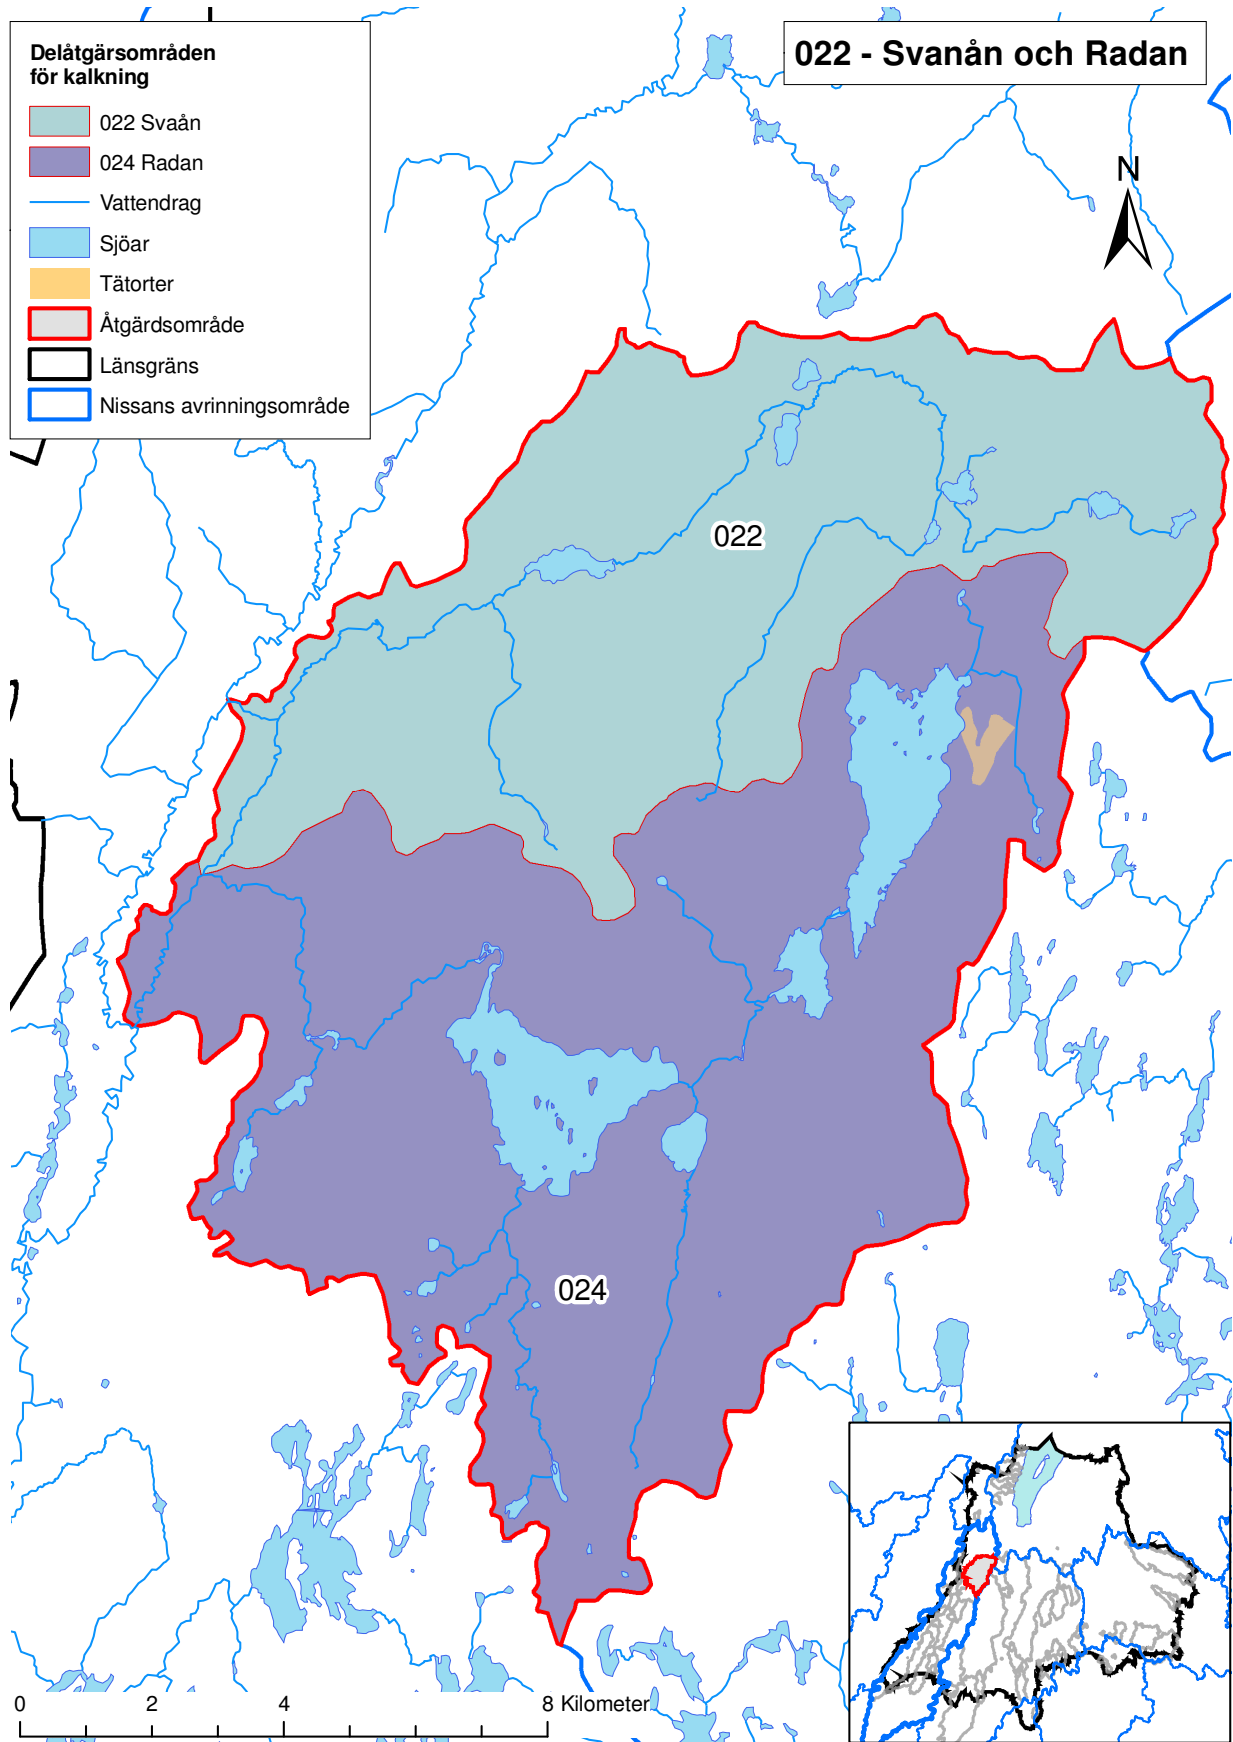 022 - Svanån och Radan
Delåtgärsområden
för kalkning
022 Svaån
024 Radan
Vattendrag
Sjöar
Tätorter
Åtgärdsområde
Länsgräns
Nissans avrinningsområde
N
022
024
0 2 4 8 Kilometer